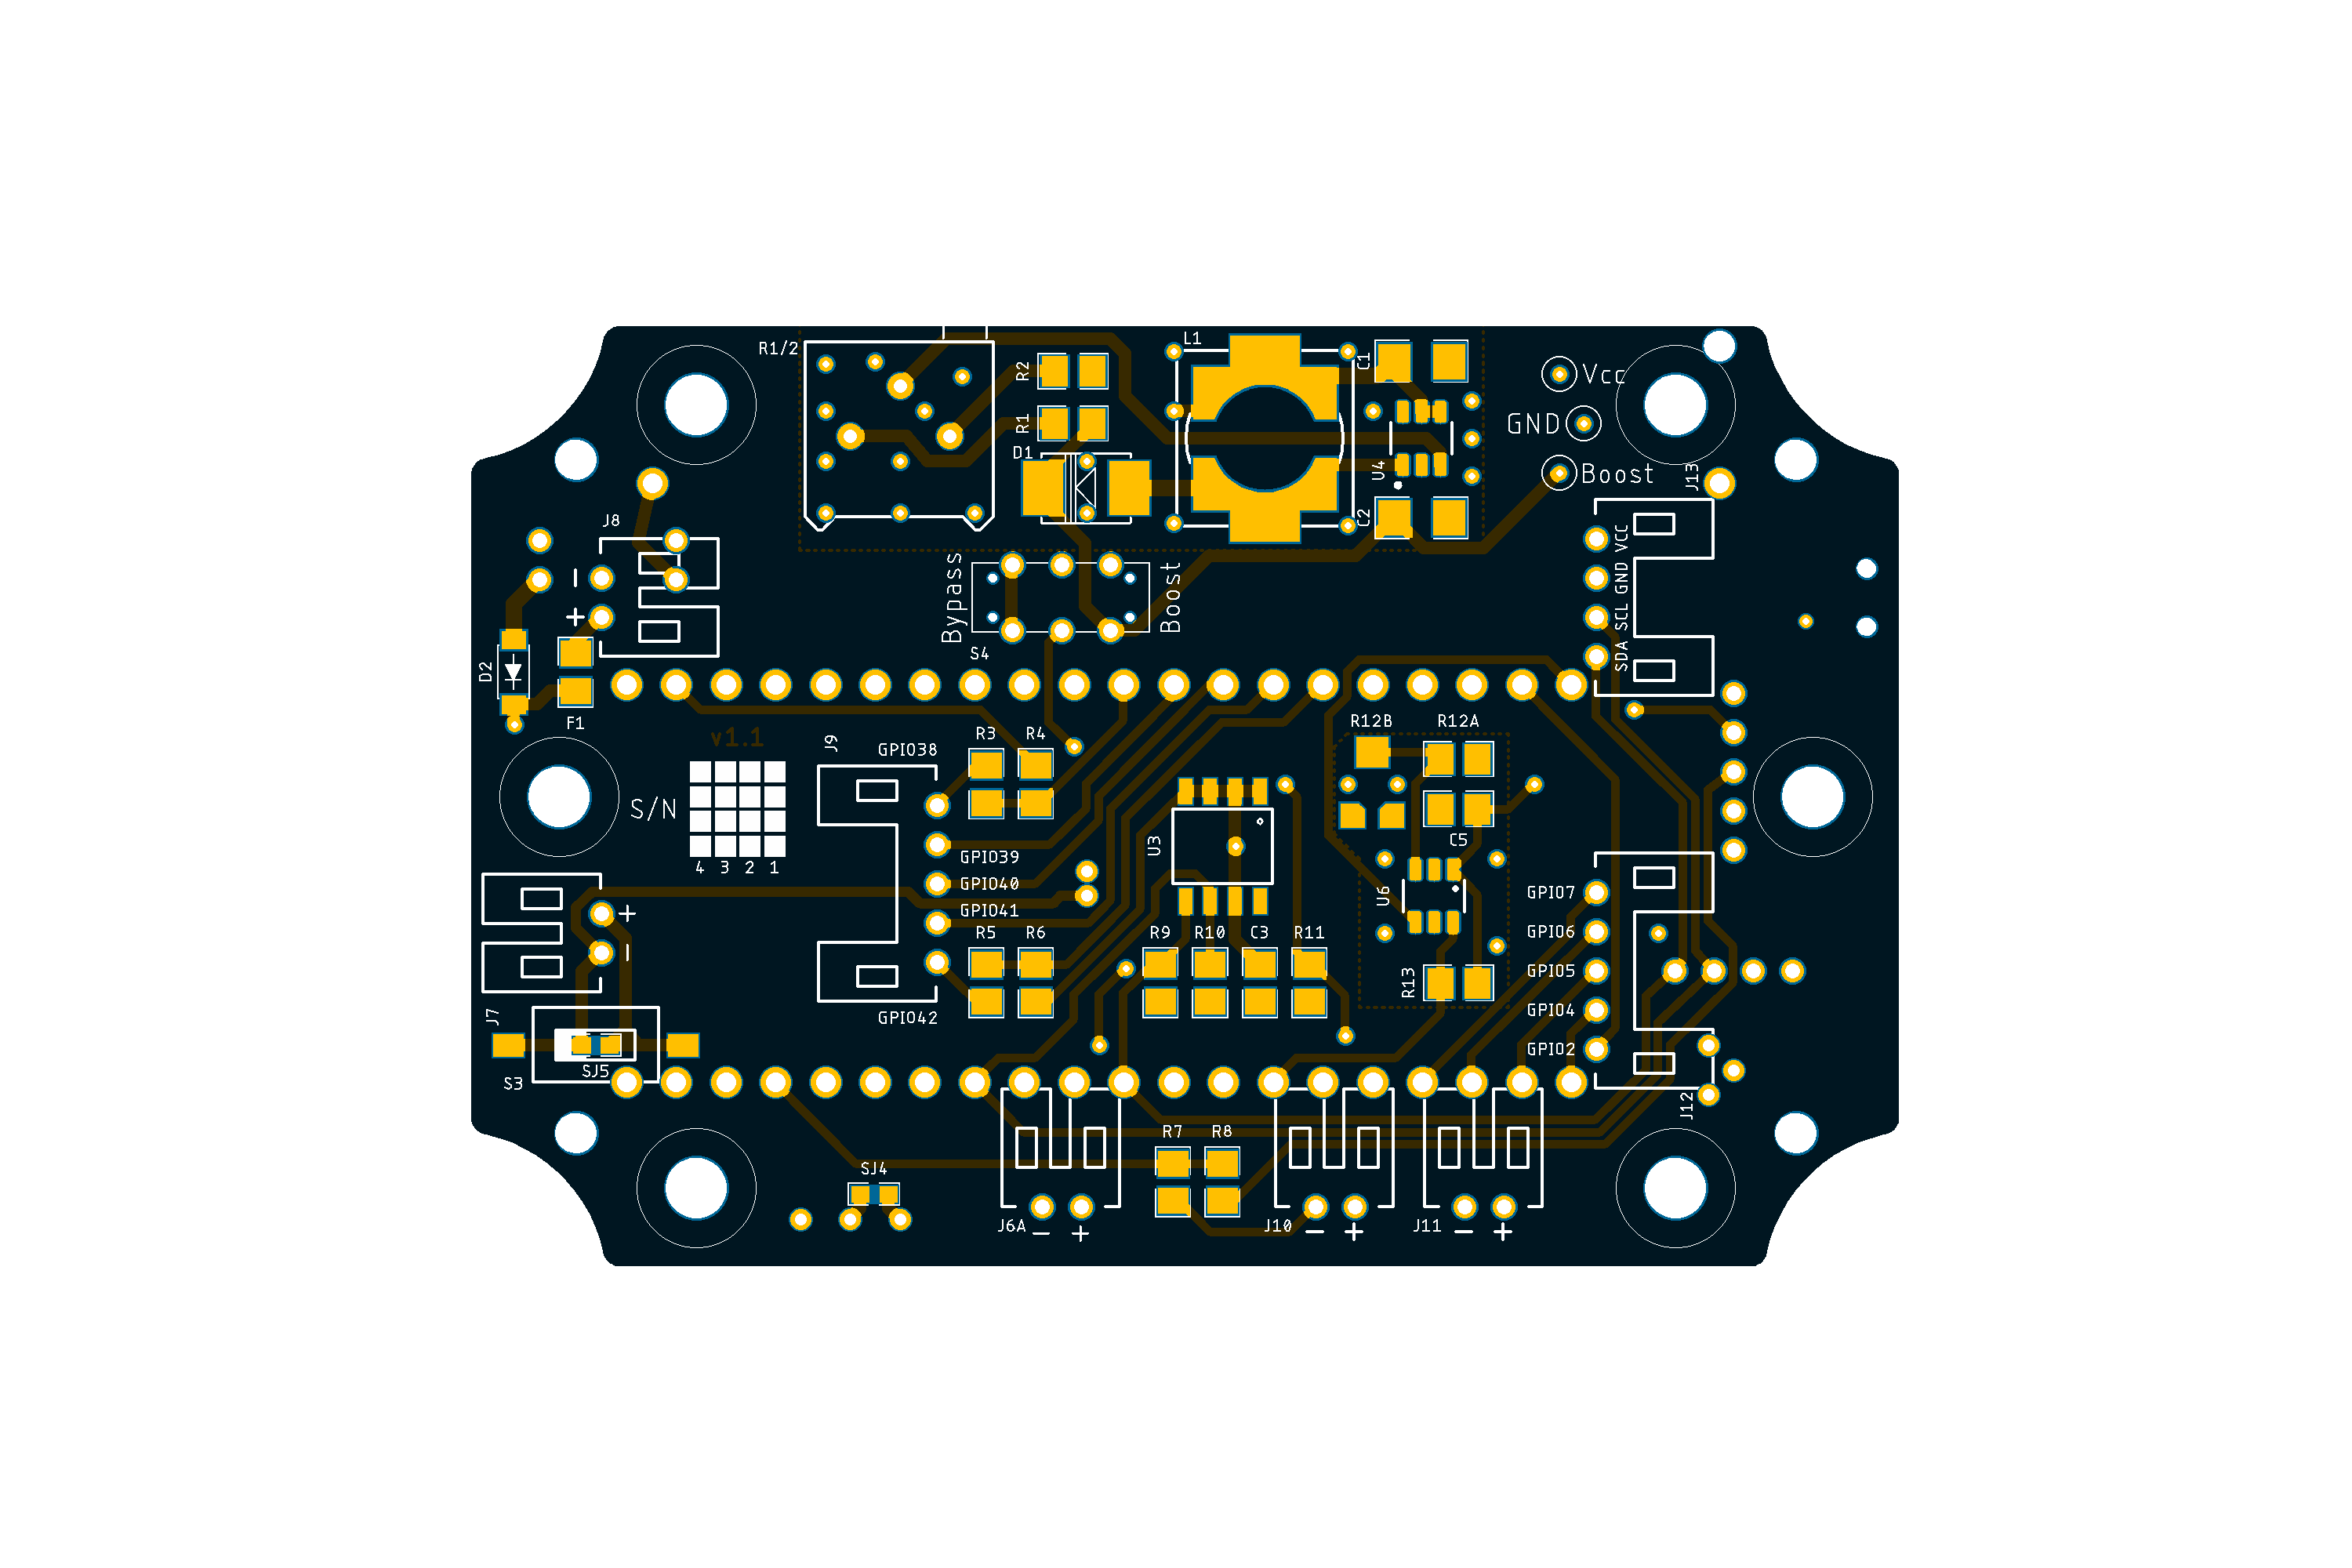 L1
R1/2
C1
R2
Vcc
R1
GND
D1
U4
Boost
J13
C2
J8
VCC
GND
SCL
SDA
−
+
Bypass
Boost
S4
D2
F1
R12B
R12A
v1.1
J9
GPIO38
R3
R4
S/N
4 3 2 1
U3
C5
GPIO39
GPIO40
GPIO41
U6
GPIO7
GPIO6
GPIO5
GPIO4
GPIO2
+
−
R5
R6
R9
R10
C3
R11
R13
J7
GPIO42
SJ5
S3
J12
R7
R8
SJ4
J6A
− +
J10
− +
J11
− +